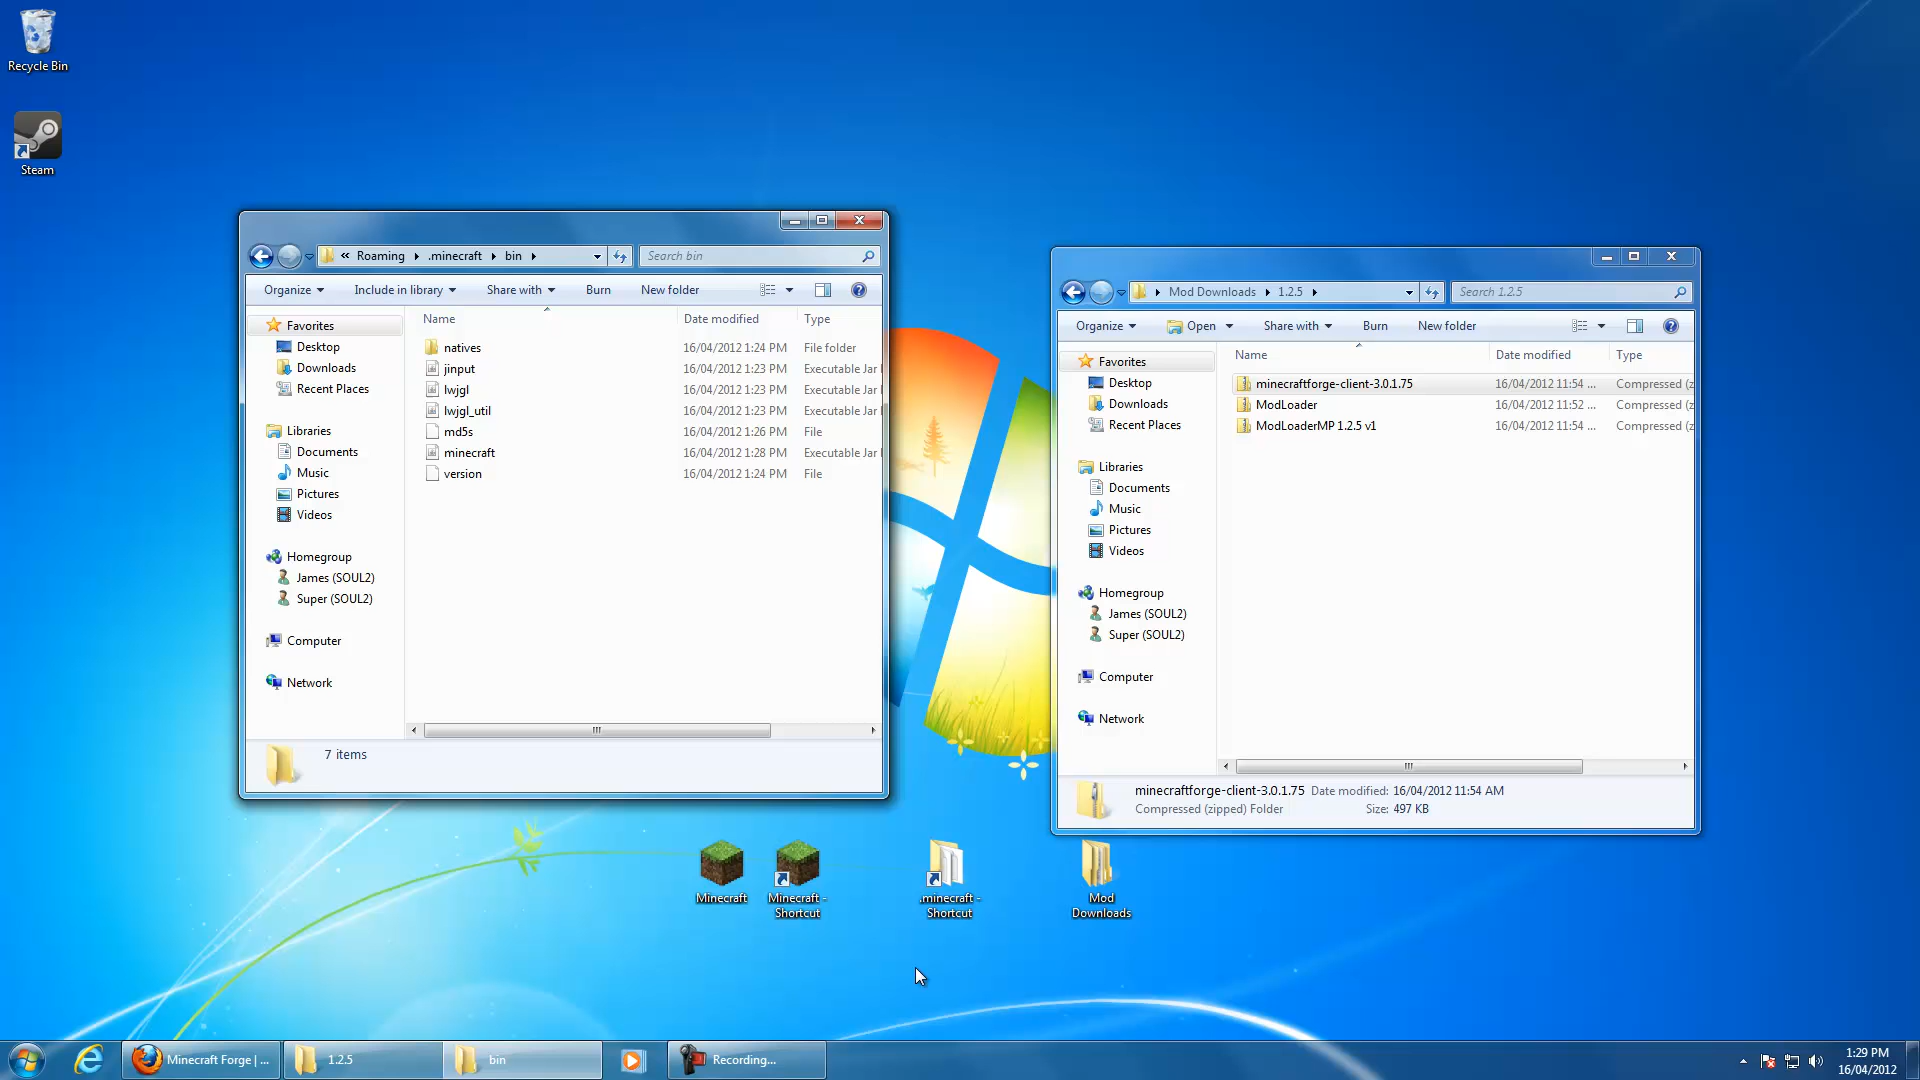 Recycle Bin
Steam
« Roaming .minecraft bin
Search bin
Organize Include in library Share with Burn New folder
Favorites
Desktop
Downloads
Recent Places
Libraries
Documents
Music
Pictures
Videos
Homegroup
James (SOUL2)
Super (SOUL2)
Computer
Network
Name Date modified Type
natives 16/04/2012 1:24 PM File folder
jinput 16/04/2012 1:23 PM Executable Jar
lwjgl 16/04/2012 1:23 PM Executable Jar
lwjgl_util 16/04/2012 1:23 PM Executable Jar
md5s 16/04/2012 1:26 PM File
minecraft 16/04/2012 1:28 PM Executable Jar
version 16/04/2012 1:24 PM File
7 items
Mod Downloads 1.2.5
Search 1.2.5
Organize Open Share with Burn New folder
Favorites
Desktop
Downloads
Recent Places
Libraries
Documents
Music
Pictures
Videos
Homegroup
James (SOUL2)
Super (SOUL2)
Computer
Network
Name Date modified Type
minecraftforge-client-3.0.1.75 16/04/2012 11:54 ... Compressed (z
ModLoader 16/04/2012 11:52 ... Compressed (z
ModLoaderMP 1.2.5 v1 16/04/2012 11:54 ... Compressed (z
minecraftforge-client-3.0.1.75 Date modified: 16/04/2012 11:54 AM
Compressed (zipped) Folder Size: 497 KB
Minecraft
Minecraft -
Shortcut
.minecraft -
Shortcut
Mod
Downloads
Minecraft Forge | ...
1.2.5
bin
Recording...
1:29 PM
16/04/2012